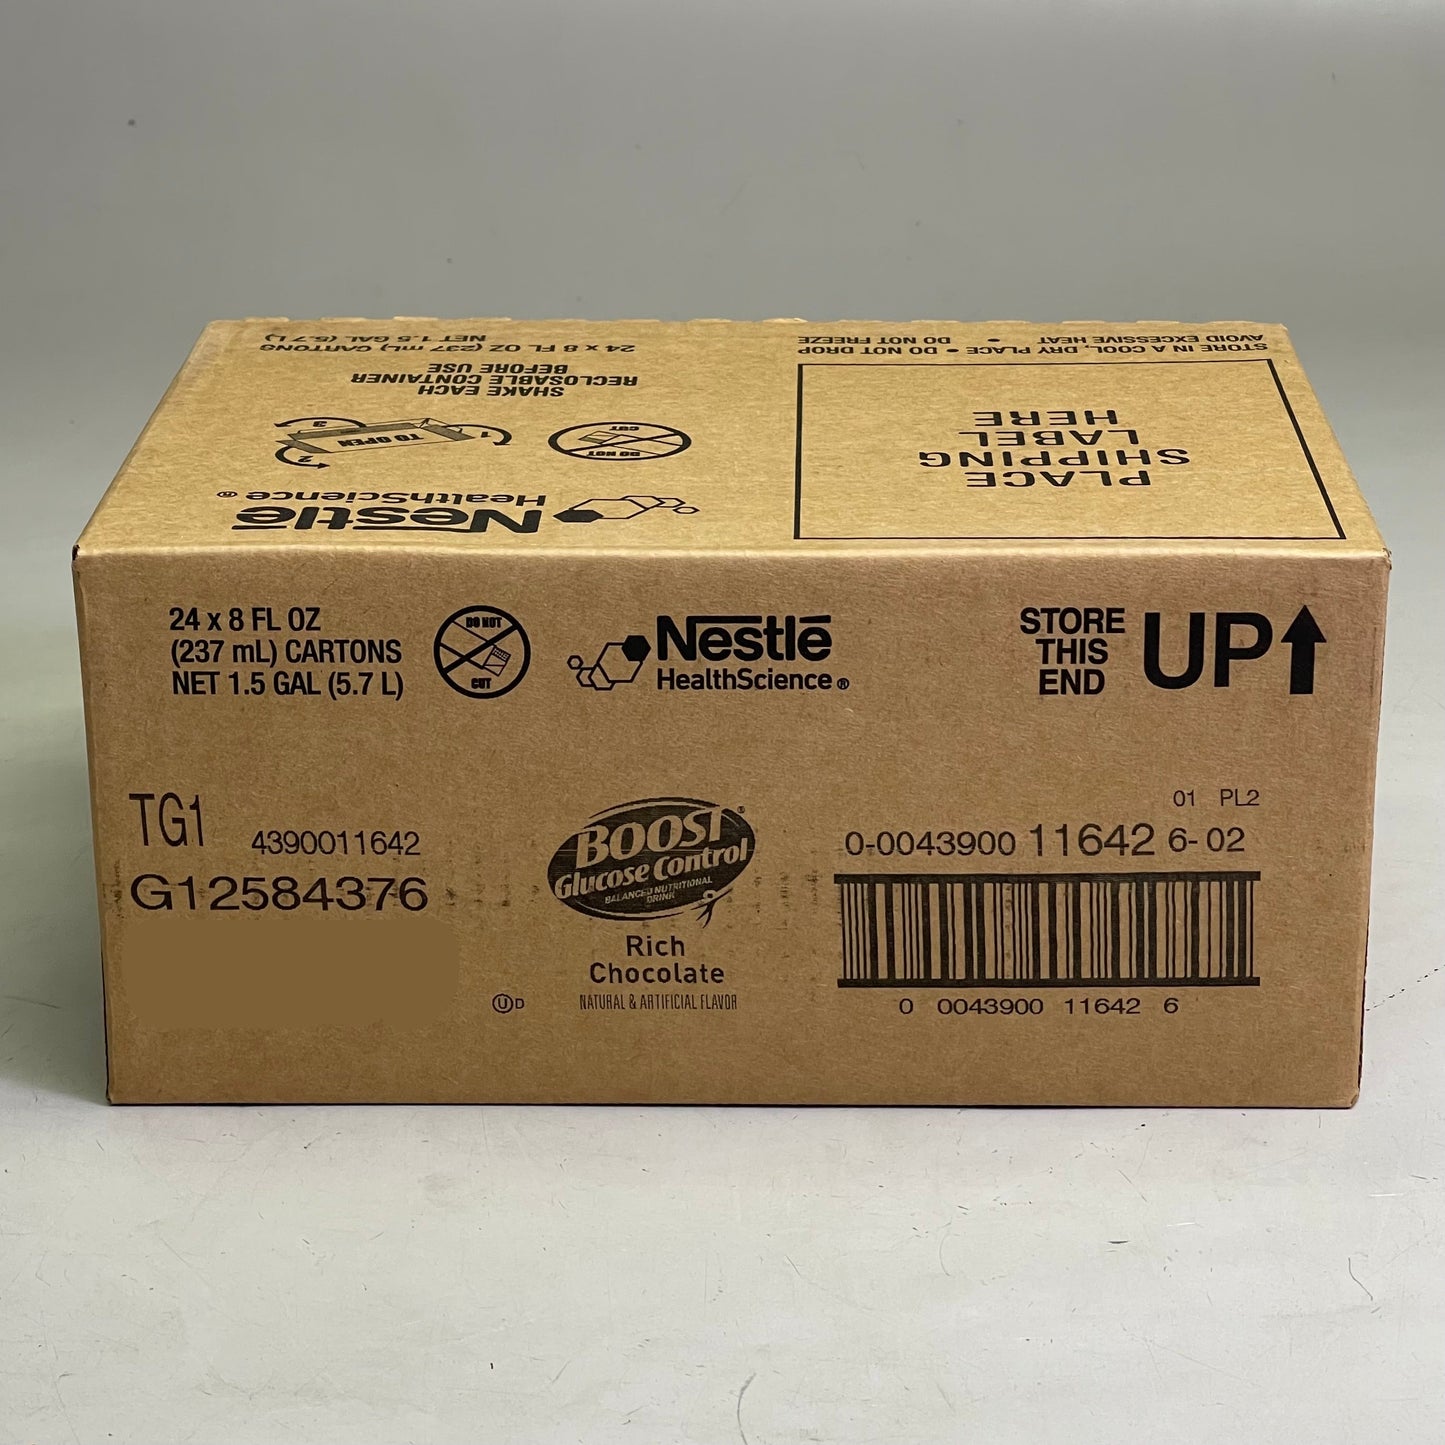 24 x 8 FL OZ (237 mL) CARTONS
NET 1.5 GAL (5.7 L)
SHAKE EACH
RECLOSABLE CONTAINER
BEFORE USE
1
2
3
TO OPEN
DO NOT
CUT
Nestlé
HealthScience®
STORE IN A COOL, DRY PLACE • DO NOT DROP
AVOID EXCESSIVE HEAT • DO NOT FREEZE
PLACE
SHIPPING
LABEL
HERE
24 x 8 FL OZ
(237 mL) CARTONS
NET 1.5 GAL (5.7 L)
DO NOT
CUT
Nestlé
HealthScience®
STORE
THIS
END
UP
TG1
4390011642
G12584376
BOOST®
Glucose Control
BALANCED NUTRITIONAL
DRINK
Rich
Chocolate
NATURAL & ARTIFICIAL FLAVOR
U D
01 PL2
0-0043900 11642 6-02
0 0043900 11642 6